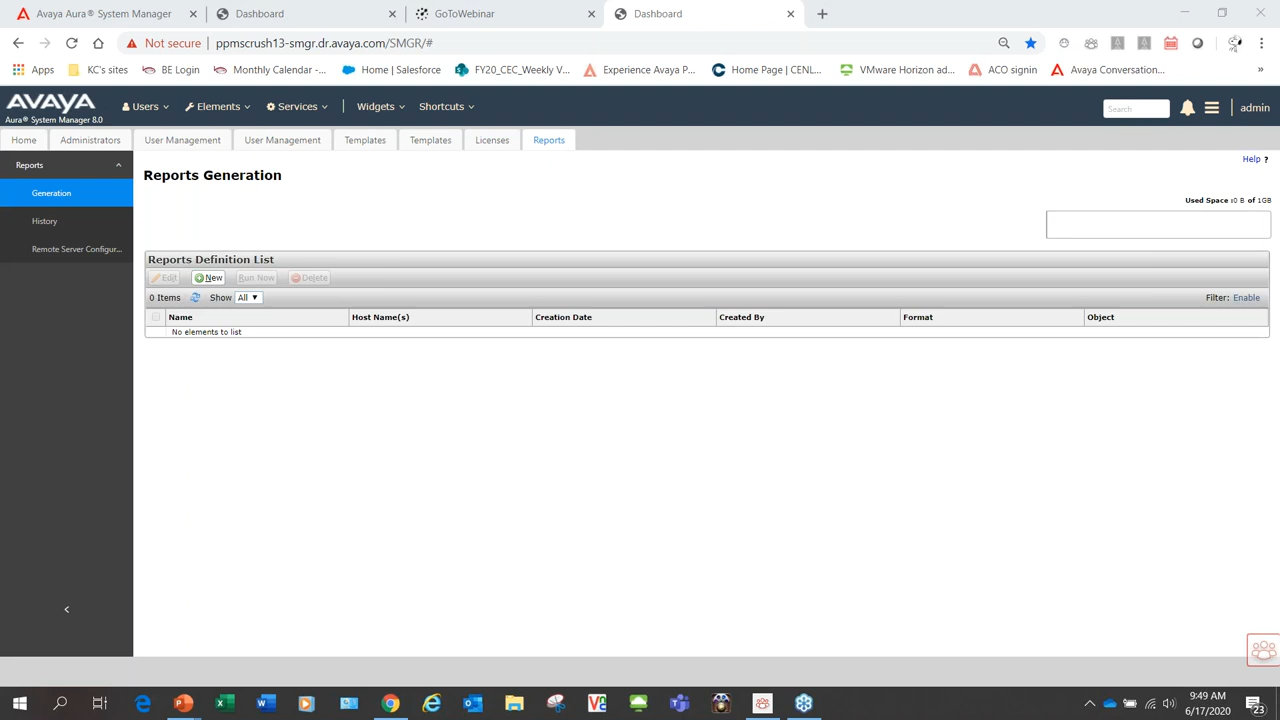 Avaya Aura® System Manager
Dashboard
GoToWebinar
Dashboard
Not secure ppmscrush13-smgr.dr.avaya.com/SMGR/#
Apps KC's sites BE Login Monthly Calendar -... Home | Salesforce FY20_CEC_Weekly V... Experience Avaya P... Home Page | CENL... VMware Horizon ad... ACO signin Avaya Conversation... »
AVAYA
Aura® System Manager 8.0
Users Elements Services Widgets Shortcuts Search admin
Home Administrators User Management User Management Templates Templates Licenses Reports
Reports
Generation
History
Remote Server Configur...
Help ?
Reports Generation
Used Space :0 B of 1GB
Reports Definition List
Edit New Run Now Delete
0 Items Show All Filter: Enable
Name Host Name(s) Creation Date Created By Format Object
No elements to list
9:49 AM
6/17/2020
23